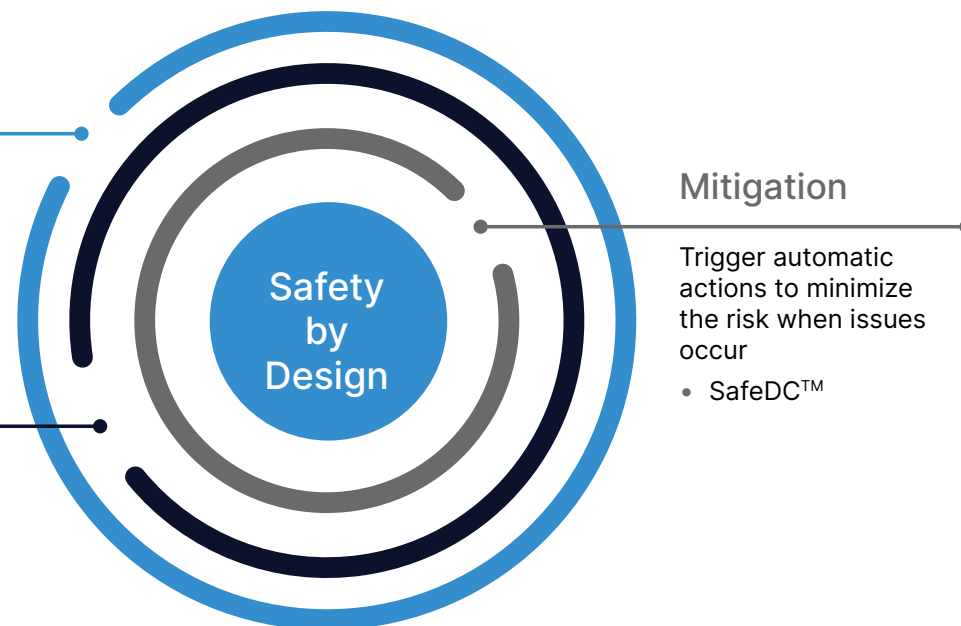 Safety
by
Design
Mitigation
Trigger automatic
actions to minimize
the risk when issues
occur
• SafeDC™